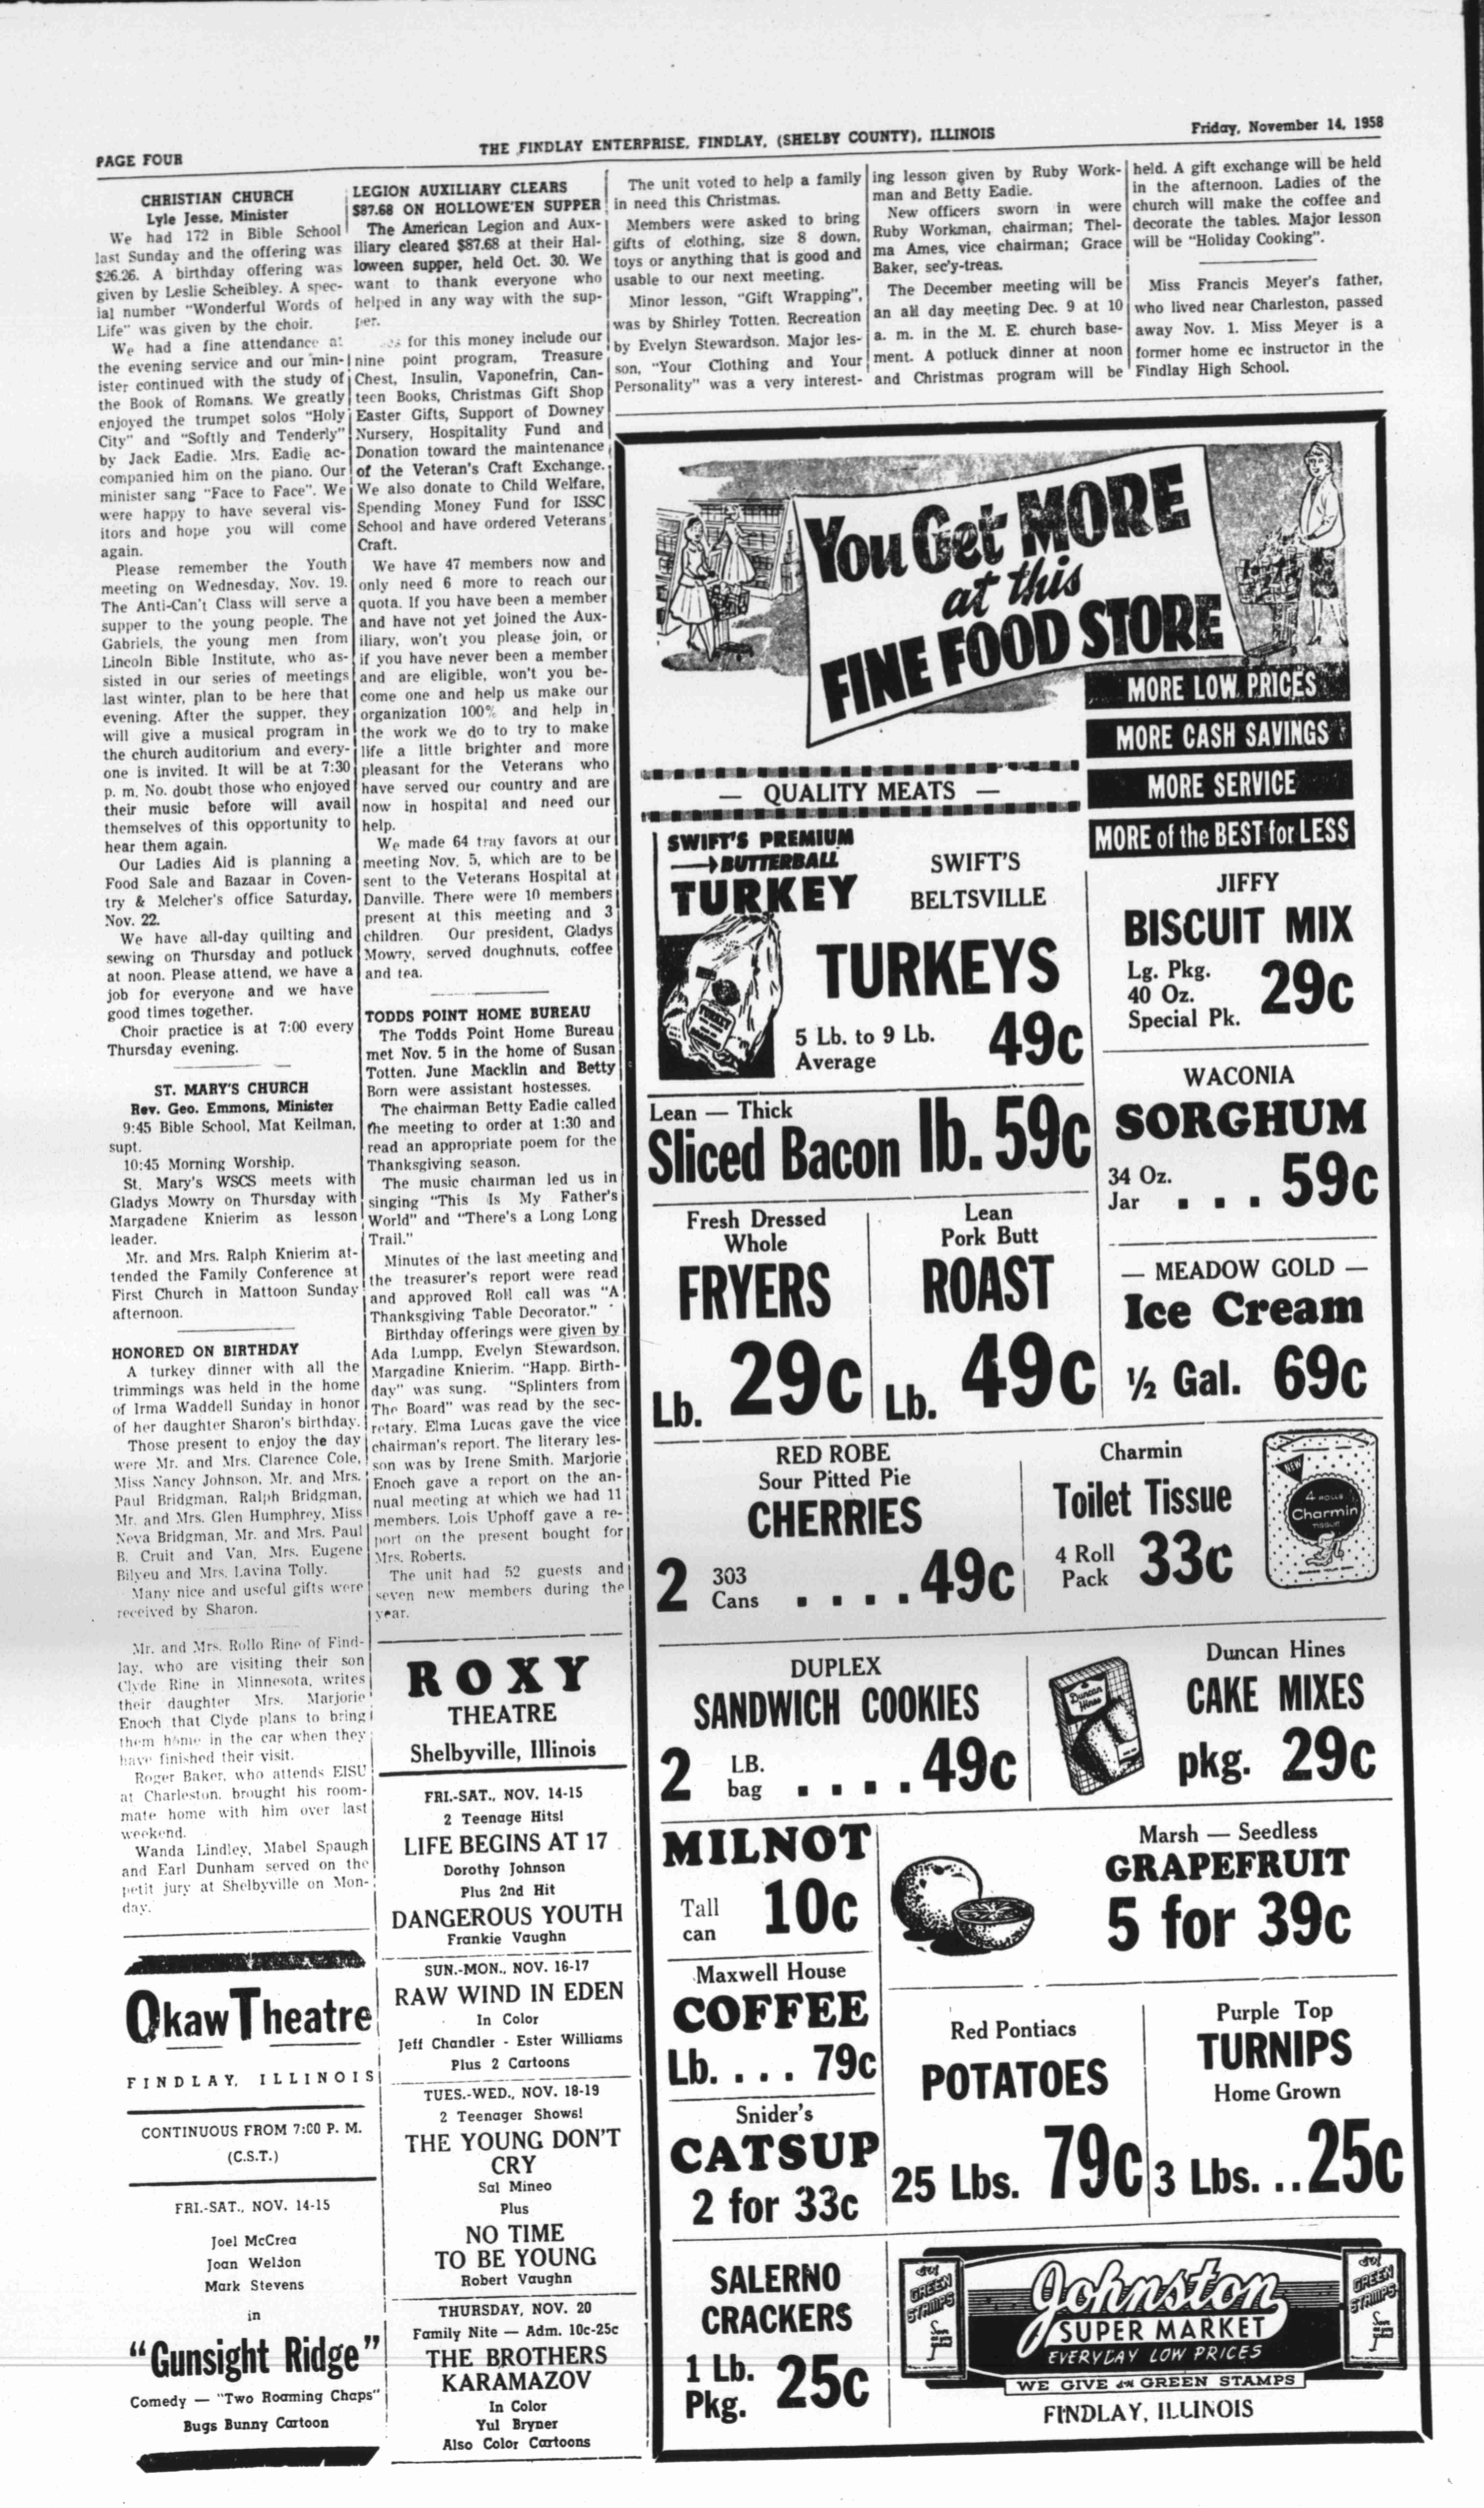 PAGE FOUR
THE FINDLAY ENTERPRISE, FINDLAY, (SHELBY COUNTY), ILLINOIS
Friday, November 14, 1958
CHRISTIAN CHURCH
Lyle Jesse, Minister
We had 172 in Bible School
last Sunday and the offering was
$26.26. A birthday offering was
given by Leslie Scheibley. A spec-
ial number "Wonderful Words of
Life" was given by the choir.
We had a fine attendance at
the evening service and our min-
ister continued with the study of
the Book of Romans. We greatly
enjoyed the trumpet solos "Holy
City" and "Softly and Tenderly"
by Jack Eadie. Mrs. Eadie ac-
companied him on the piano. Our
minister sang "Face to Face". We
were happy to have several vis-
itors and hope you will come
again.
Please remember the Youth
meeting on Wednesday, Nov. 19.
The Anti-Can't Class will serve a
supper to the young people. The
Gabriels, the young men from
Lincoln Bible Institute, who as-
sisted in our series of meetings
last winter, plan to be here that
evening. After the supper, they
will give a musical program in
the church auditorium and every-
one is invited. It will be at 7:30
p. m. No. doubt those who enjoyed
their music before will avail
themselves of this opportunity to
hear them again.
Our Ladies Aid is planning a
Food Sale and Bazaar in Coven-
try & Melcher's office Saturday,
Nov. 22.
We have all-day quilting and
sewing on Thursday and potluck
at noon. Please attend, we have a
job for everyone and we have
good times together.
Choir practice is at 7:00 every
Thursday evening.
ST. MARY'S CHURCH
Rev. Geo. Emmons, Minister
9:45 Bible School, Mat Keilman,
supt.
10:45 Morning Worship.
St. Mary's WSCS meets with
Gladys Mowry on Thursday with
Margadene Knierim as lesson
leader.
Mr. and Mrs. Ralph Knierim at-
tended the Family Conference at
First Church in Mattoon Sunday
afternoon.
HONORED ON BIRTHDAY
A turkey dinner with all the
trimmings was held in the home
of Irma Waddell Sunday in honor
of her daughter Sharon's birthday.
Those present to enjoy the day
were Mr. and Mrs. Clarence Cole,
Miss Nancy Johnson, Mr. and Mrs.
Paul Bridgman, Ralph Bridgman,
Mr. and Mrs. Glen Humphrey, Miss
Neva Bridgman, Mr. and Mrs. Paul
B. Cruit and Van, Mrs. Eugene
Bilyeu and Mrs. Lavina Tolly.
Many nice and useful gifts were
received by Sharon.
Mr. and Mrs. Rollo Rine of Find-
lay, who are visiting their son
Clyde Rine in Minnesota, writes
their daughter Mrs. Marjorie
Enoch that Clyde plans to bring
them home in the car when they
have finished their visit.
Roger Baker, who attends EISU
at Charleston, brought his room-
mate home with him over last
weekend.
Wanda Lindley, Mabel Spaugh
and Earl Dunham served on the
petit jury at Shelbyville on Mon-
day.
Okaw Theatre
FINDLAY, ILLINOIS
CONTINUOUS FROM 7:00 P. M.
(C.S.T.)
FRI.-SAT., NOV. 14-15
Joel McCrea
Joan Weldon
Mark Stevens
in
"Gunsight Ridge"
Comedy — "Two Roaming Chaps"
Bugs Bunny Cartoon
LEGION AUXILIARY CLEARS
$87.68 ON HOLLOWE'EN SUPPER
The American Legion and Aux-
iliary cleared $87.68 at their Hal-
loween supper, held Oct. 30. We
want to thank everyone who
helped in any way with the sup-
per.
for this money include our
nine point program, Treasure
Chest, Insulin, Vaponefrin, Can-
teen Books, Christmas Gift Shop
Easter Gifts, Support of Downey
Nursery, Hospitality Fund and
Donation toward the maintenance
of the Veteran's Craft Exchange.
We also donate to Child Welfare,
Spending Money Fund for ISSC
School and have ordered Veterans
Craft.
We have 47 members now and
only need 6 more to reach our
quota. If you have been a member
and have not yet joined the Aux-
iliary, won't you please join, or
if you have never been a member
and are eligible, won't you be-
come one and help us make our
organization 100% and help in
the work we do to try to make
life a little brighter and more
pleasant for the Veterans who
have served our country and are
now in hospital and need our
help.
We made 64 tray favors at our
meeting Nov. 5, which are to be
sent to the Veterans Hospital at
Danville. There were 10 members
present at this meeting and 3
children. Our president, Gladys
Mowry, served doughnuts, coffee
and tea.
TODDS POINT HOME BUREAU
The Todds Point Home Bureau
met Nov. 5 in the home of Susan
Totten. June Macklin and Betty
Born were assistant hostesses.
The chairman Betty Eadie called
the meeting to order at 1:30 and
read an appropriate poem for the
Thanksgiving season.
The music chairman led us in
singing "This Is My Father's
World" and "There's a Long Long
Trail."
Minutes of the last meeting and
the treasurer's report were read
and approved Roll call was "A
Thanksgiving Table Decorator."
Birthday offerings were given by
Ada Lumpp, Evelyn Stewardson,
Margadine Knierim. "Happ. Birth-
day" was sung. "Splinters from
The Board" was read by the sec-
retary. Elma Lucas gave the vice
chairman's report. The literary les-
son was by Irene Smith. Marjorie
Enoch gave a report on the an-
nual meeting at which we had 11
members. Lois Uphoff gave a re-
port on the present bought for
Mrs. Roberts.
The unit had 52 guests and
seven new members during the
year.
ROXY
THEATRE
Shelbyville, Illinois
FRI.-SAT., NOV. 14-15
2 Teenage Hits!
LIFE BEGINS AT 17
Dorothy Johnson
Plus 2nd Hit
DANGEROUS YOUTH
Frankie Vaughn
SUN.-MON., NOV. 16-17
RAW WIND IN EDEN
In Color
Jeff Chandler - Ester Williams
Plus 2 Cartoons
TUES.-WED., NOV. 18-19
2 Teenager Shows!
THE YOUNG DON'T
CRY
Sal Mineo
Plus
NO TIME
TO BE YOUNG
Robert Vaughn
THURSDAY, NOV. 20
Family Nite — Adm. 10c-25c
THE BROTHERS
KARAMAZOV
In Color
Yul Bryner
Also Color Cartoons
The unit voted to help a family
in need this Christmas.
Members were asked to bring
gifts of clothing, size 8 down,
toys or anything that is good and
usable to our next meeting.
Minor lesson, "Gift Wrapping",
was by Shirley Totten. Recreation
by Evelyn Stewardson. Major les-
son, "Your Clothing and Your
Personality" was a very interest-
ing lesson given by Ruby Work-
man and Betty Eadie.
New officers sworn in were
Ruby Workman, chairman; Thel-
ma Ames, vice chairman; Grace
Baker, sec'y-treas.
The December meeting will be
an all day meeting Dec. 9 at 10
a. m. in the M. E. church base-
ment. A potluck dinner at noon
and Christmas program will be
held. A gift exchange will be held
in the afternoon. Ladies of the
church will make the coffee and
decorate the tables. Major lesson
will be "Holiday Cooking".
Miss Francis Meyer's father,
who lived near Charleston, passed
away Nov. 1. Miss Meyer is a
former home ec instructor in the
Findlay High School.
You Get MORE
at this
FINE FOOD STORE
MORE LOW PRICES
MORE CASH SAVINGS
MORE SERVICE
MORE of the BEST for LESS
— QUALITY MEATS —
SWIFT'S PREMIUM
BUTTERBALL
TURKEY
TURKEY
SWIFT'S
BELTSVILLE
TURKEYS
5 Lb. to 9 Lb.
Average
49c
JIFFY
BISCUIT MIX
Lg. Pkg.
40 Oz.
Special Pk.
29c
Lean — Thick
Sliced Bacon lb. 59c
WACONIA
SORGHUM
34 Oz.
Jar . . . 59c
Fresh Dressed
Whole
FRYERS
Lb. 29c
Lean
Pork Butt
ROAST
Lb. 49c
— MEADOW GOLD —
Ice Cream
½ Gal. 69c
RED ROBE
Sour Pitted Pie
CHERRIES
2 303
Cans . . . . 49c
Charmin
Toilet Tissue
4 Roll
Pack 33c
NEW
4 ROLLS
Charmin
TISSUE
DUPLEX
SANDWICH COOKIES
2 LB.
bag . . . . 49c
Duncan
Hines
Duncan Hines
CAKE MIXES
pkg. 29c
MILNOT
Tall
can 10c
Marsh — Seedless
GRAPEFRUIT
5 for 39c
Maxwell House
COFFEE
Lb. . . . 79c
Snider's
CATSUP
2 for 33c
Red Pontiacs
POTATOES
25 Lbs. 79c
Purple Top
TURNIPS
Home Grown
3 Lbs. .. 25c
SALERNO
CRACKERS
1 Lb.
Pkg. 25c
S&H
GREEN
STAMPS
Johnston
SUPER MARKET
EVERYDAY LOW PRICES
S&H
GREEN
STAMPS
WE GIVE S&H GREEN STAMPS
FINDLAY, ILLINOIS